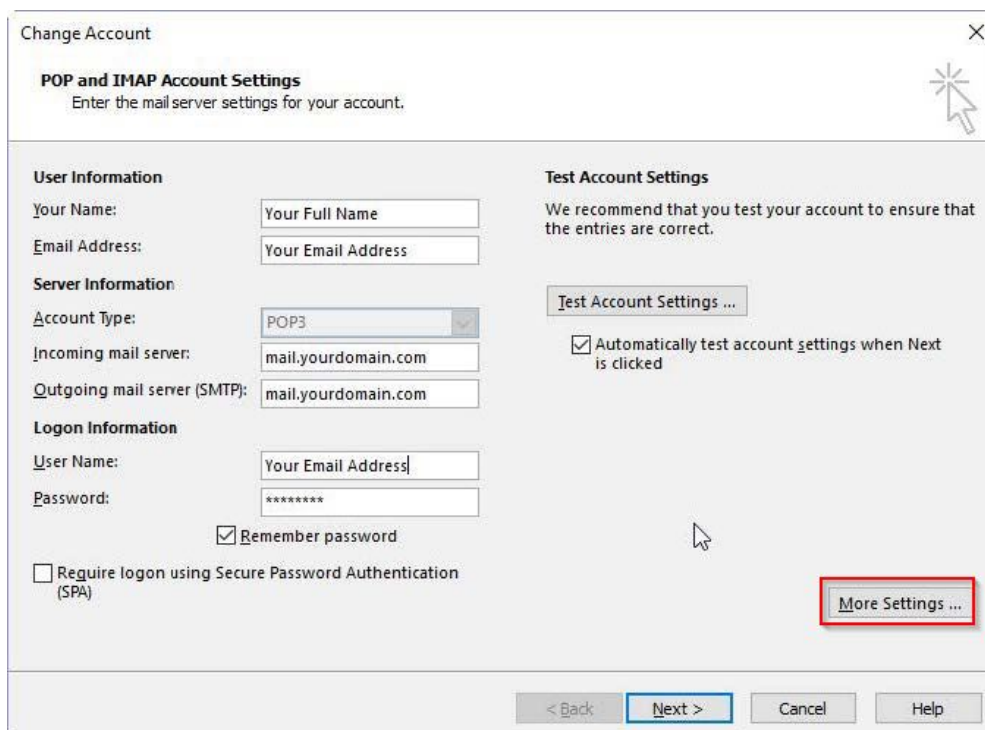 Change Account
POP and IMAP Account Settings
Enter the mail server settings for your account.
User Information
Your Name:
Your Full Name
Email Address:
Your Email Address
Server Information
Account Type:
POP3
Incoming mail server:
mail.yourdomain.com
Outgoing mail server (SMTP):
mail.yourdomain.com
Logon Information
User Name:
Your Email Address
Password:
********
Remember password
Require logon using Secure Password Authentication
(SPA)
Test Account Settings
We recommend that you test your account to ensure that
the entries are correct.
Test Account Settings ...
Automatically test account settings when Next
is clicked
More Settings ...
< Back
Next >
Cancel
Help